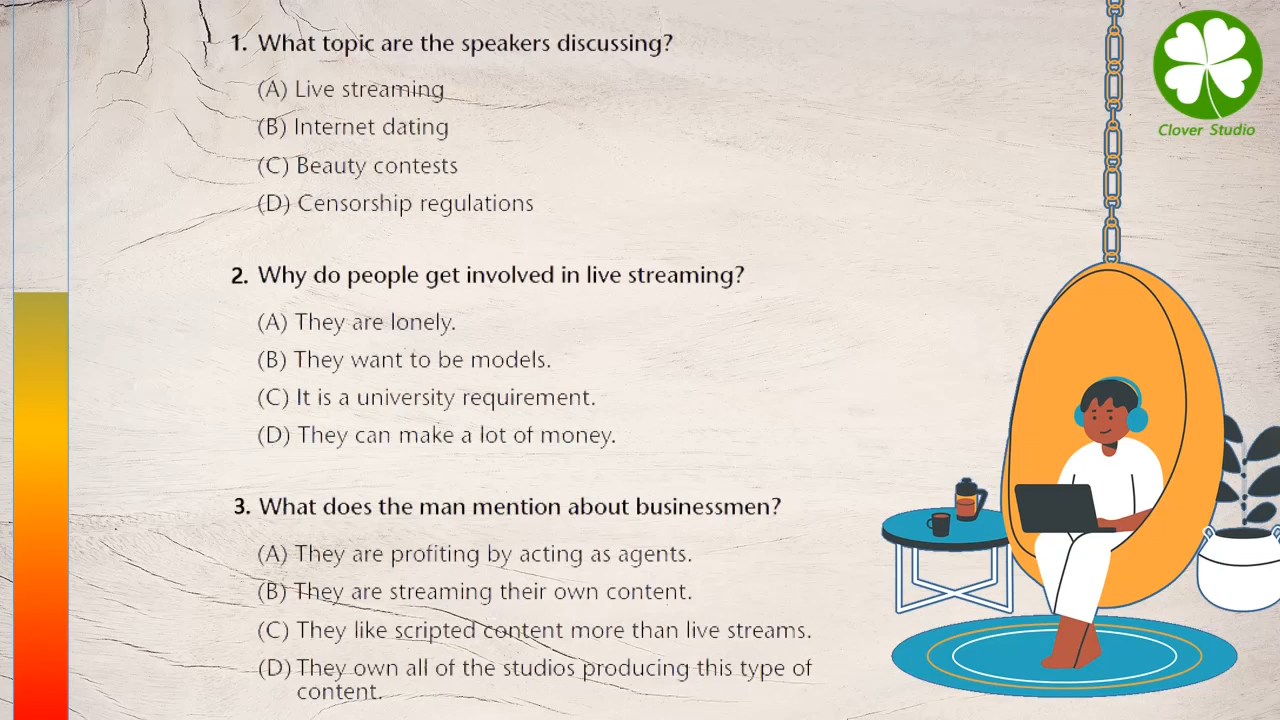 1. What topic are the speakers discussing?
(A) Live streaming
(B) Internet dating
(C) Beauty contests
(D) Censorship regulations
2. Why do people get involved in live streaming?
(A) They are lonely.
(B) They want to be models.
(C) It is a university requirement.
(D) They can make a lot of money.
3. What does the man mention about businessmen?
(A) They are profiting by acting as agents.
(B) They are streaming their own content.
(C) They like scripted content more than live streams.
(D) They own all of the studios producing this type of
content.
Clover Studio